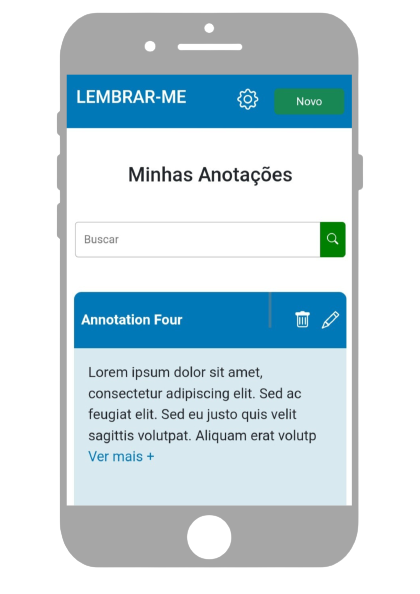 LEMBRAR-ME
Novo
Minhas Anotações
Buscar
Annotation Four
Lorem ipsum dolor sit amet,
consectetur adipiscing elit. Sed ac
feugiat elit. Sed eu justo quis velit
sagittis volutpat. Aliquam erat volutp
Ver mais +